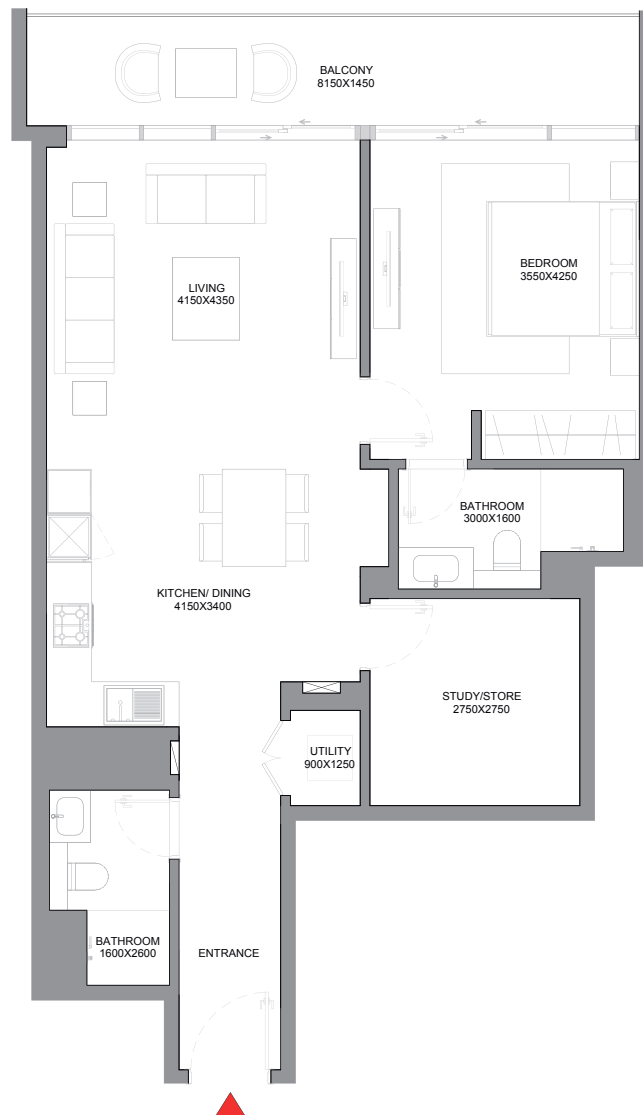 BALCONY
8150X1450
BEDROOM
3550X4250
LIVING
4150X4350
BATHROOM
3000X1600
KITCHEN/ DINING
4150X3400
STUDY/STORE
2750X2750
UTILITY
900X1250
BATHROOM
1600X2600
ENTRANCE